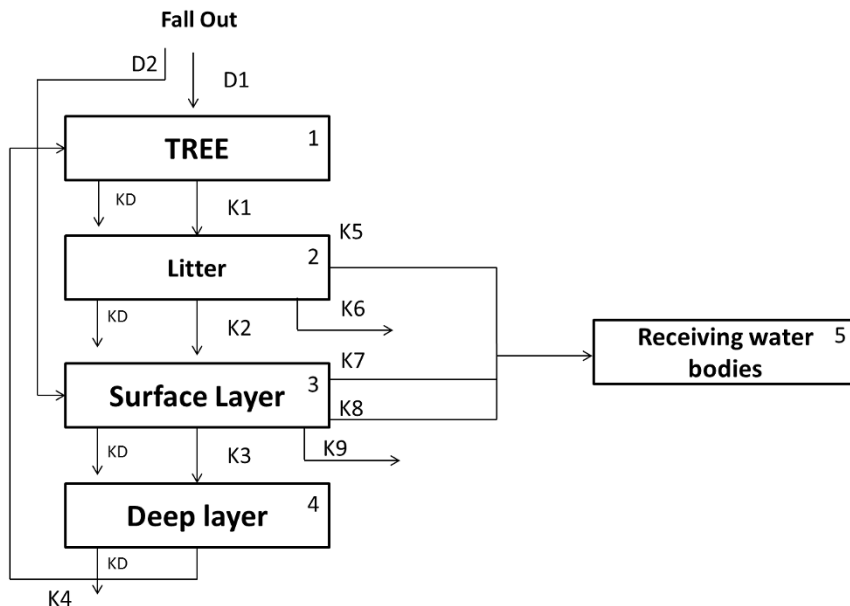 Fall Out
D2
D1
TREE 1
KD
K1
Litter 2
K5
KD
K2
K6
Receiving water 5
bodies
K7
Surface Layer 3
K8
KD
K3
K9
Deep layer 4
KD
K4